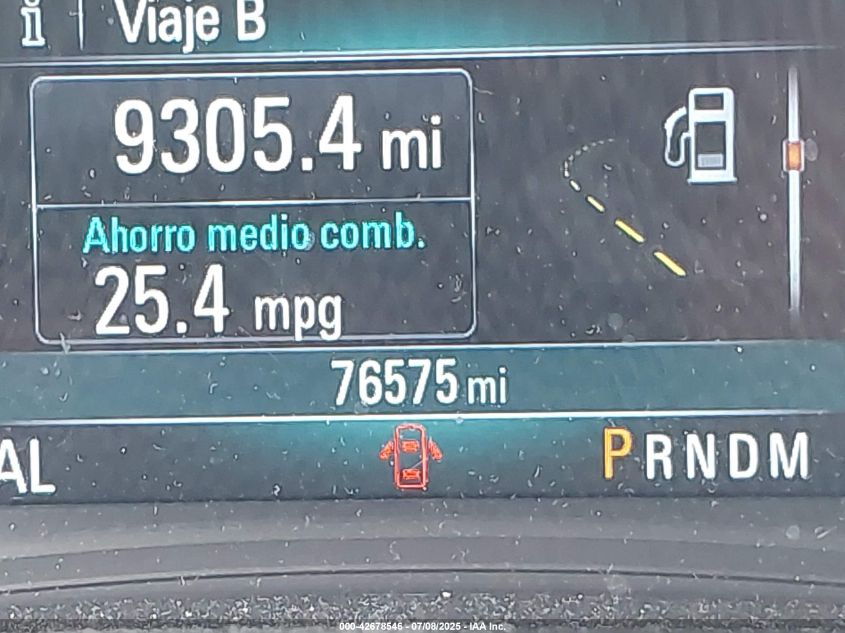 i | Viaje B
9305.4 mi
Ahorro medio comb.
25.4 mpg
76575 mi
AL PRNDM
000-42678546 - 07/08/2025 - IAA Inc.